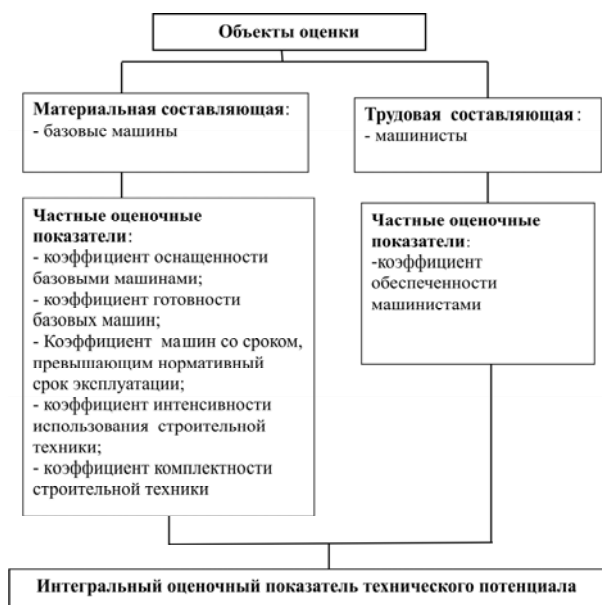 Объекты оценки
Материальная составляющая:
- базовые машины
Трудовая составляющая:
- машинисты
Частные оценочные
показатели:
- коэффициент оснащенности
базовыми машинами;
- коэффициент готовности
базовых машин;
- Коэффициент машин со сроком,
превышающим нормативный
срок эксплуатации;
- коэффициент интенсивности
использования строительной
техники;
- коэффициент комплектности
строительной техники
Частные оценочные
показатели:
-коэффициент
обеспеченности
машинистами
Интегральный оценочный показатель технического потенциала